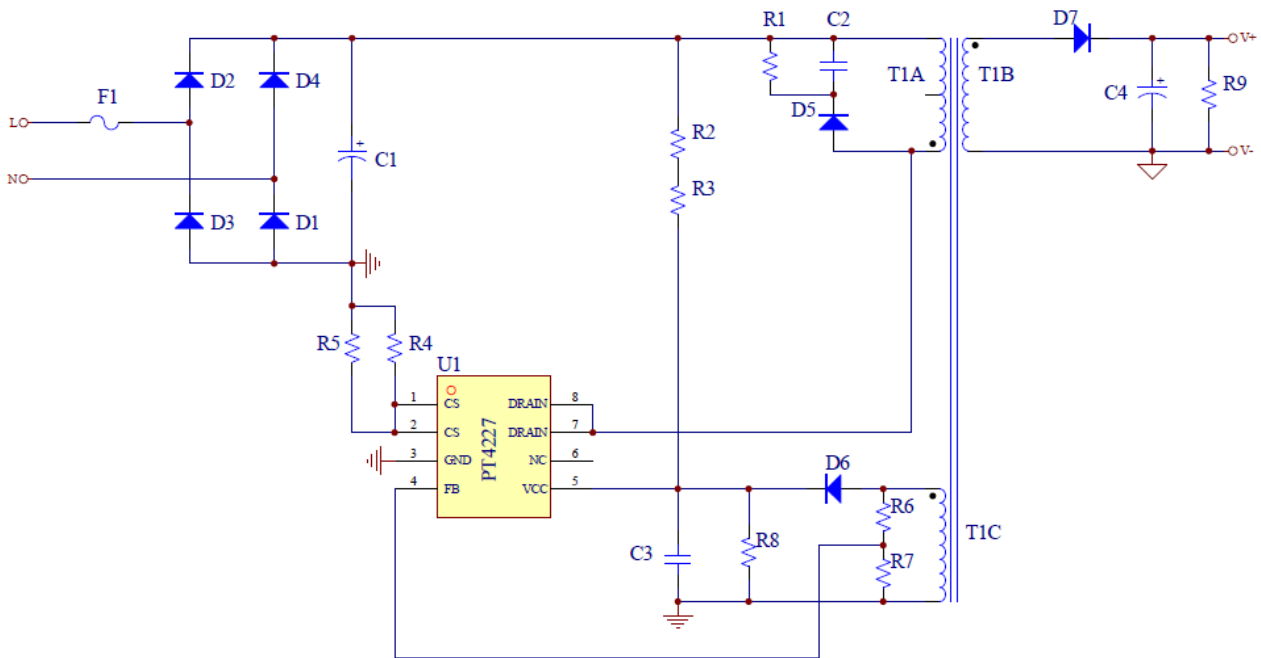 R1
C2
D7
V+
D2
D4
T1A
T1B
C4
R9
F1
D5
LO
R2
V-
C1
NO
R3
D3
D1
R5
R4
U1
1
CS
DRAIN
8
2
CS
DRAIN
7
3
GND
NC
6
4
FB
VCC
5
PT4227
D6
R6
T1C
C3
R8
R7
+
+